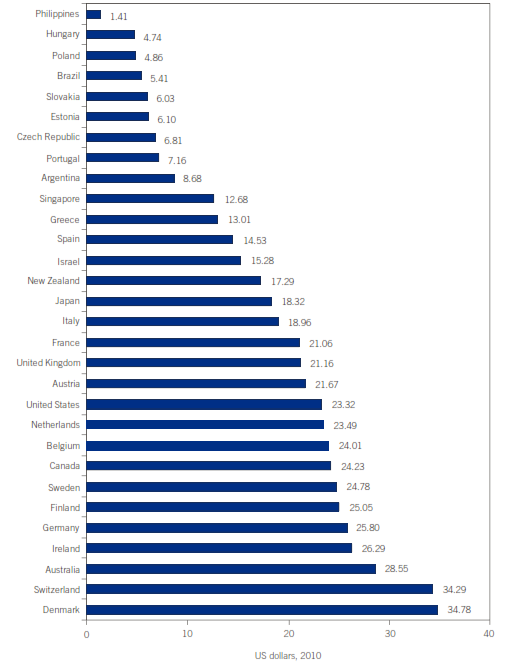 Philippines 1.41
Hungary 4.74
Poland 4.86
Brazil 5.41
Slovakia 6.03
Estonia 6.10
Czech Republic 6.81
Portugal 7.16
Argentina 8.68
Singapore 12.68
Greece 13.01
Spain 14.53
Israel 15.28
New Zealand 17.29
Japan 18.32
Italy 18.96
France 21.06
United Kingdom 21.16
Austria 21.67
United States 23.32
Netherlands 23.49
Belgium 24.01
Canada 24.23
Sweden 24.78
Finland 25.05
Germany 25.80
Ireland 26.29
Australia 28.55
Switzerland 34.29
Denmark 34.78
0 10 20 30 40
US dollars, 2010